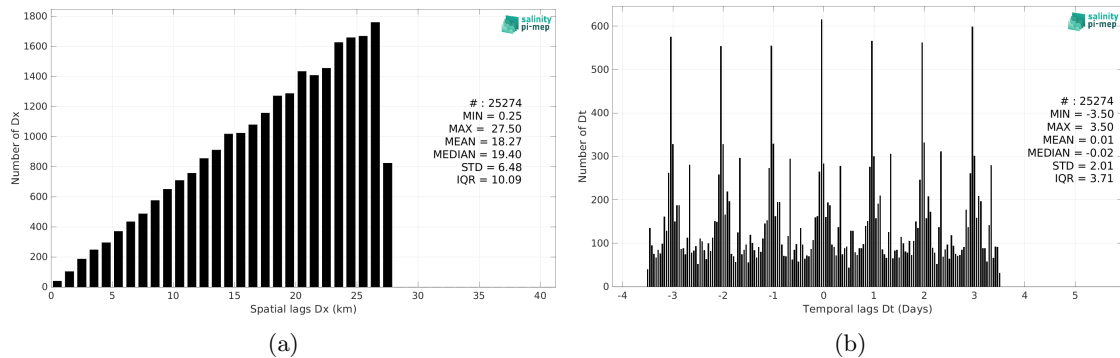 1800
1600
1400
1200
1000
800
600
400
200
0
0 5 10 15 20 25 30 35 40
Number of Dx
Spatial lags Dx (km)
salinity
pi-mep
# : 25274
MIN = 0.25
MAX = 27.50
MEAN = 18.27
MEDIAN = 19.40
STD = 6.48
IQR = 10.09
(a)
600
500
400
300
200
100
0
-4 -3 -2 -1 0 1 2 3 4 5
Number of Dt
Temporal lags Dt (Days)
salinity
pi-mep
# : 25274
MIN = -3.50
MAX = 3.50
MEAN = 0.01
MEDIAN = -0.02
STD = 2.01
IQR = 3.71
(b)